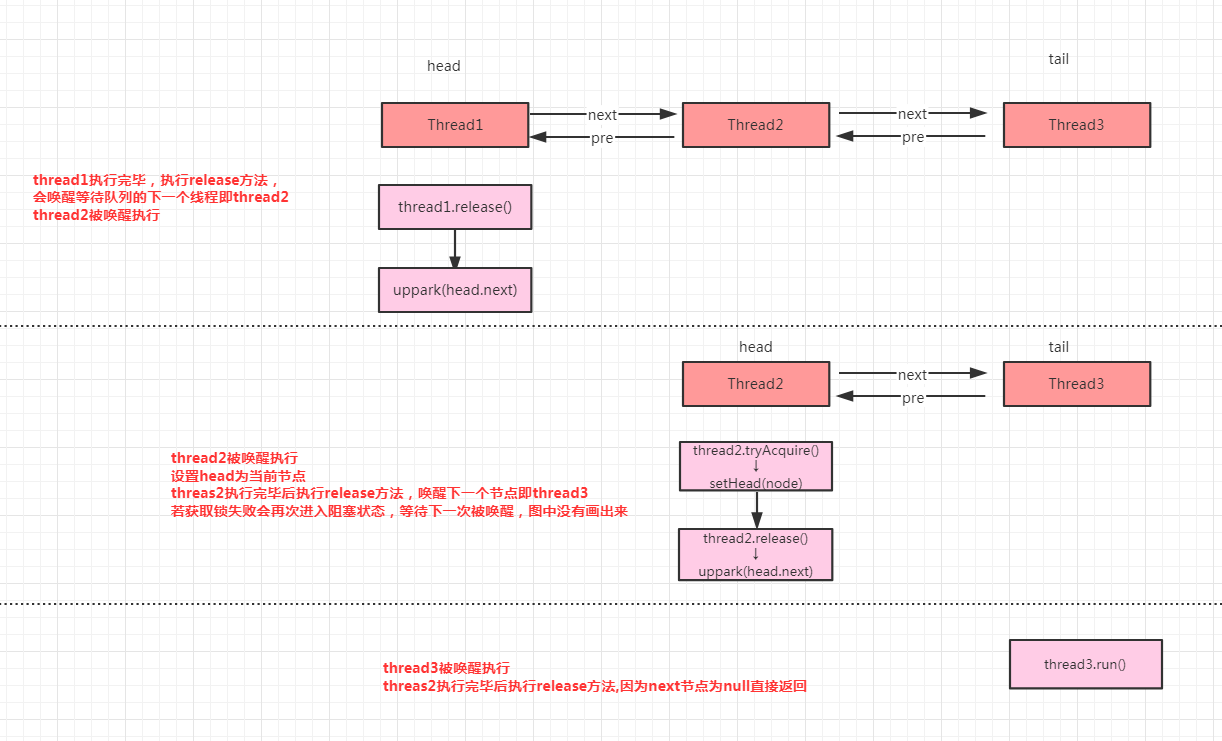 head
tail
Thread1
next
pre
Thread2
next
pre
Thread3
thread1执行完毕，执行release方法，
会唤醒等待队列的下一个线程即thread2
thread2被唤醒执行
thread1.release()
uppark(head.next)
head
tail
Thread2
next
pre
Thread3
thread2被唤醒执行
设置head为当前节点
threas2执行完毕后执行release方法，唤醒下一个节点即thread3
若获取锁失败会再次进入阻塞状态，等待下一次被唤醒，图中没有画出来
thread2.tryAcquire()
↓
setHead(node)
thread2.release()
↓
uppark(head.next)
thread3被唤醒执行
threas2执行完毕后执行release方法,因为next节点为null直接返回
thread3.run()